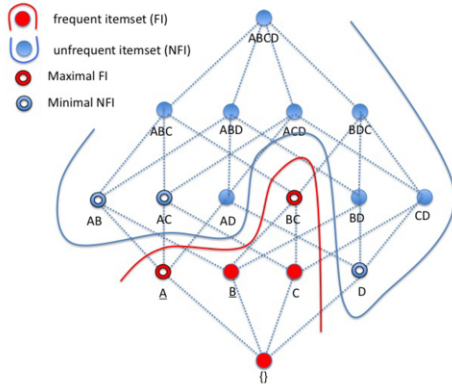 frequent itemset (FI)
unfrequent itemset (NFI)
Maximal FI
Minimal NFI
ABCD
ABC ABD ACD BDC
AB AC AD BC BD CD
A B C D
{}